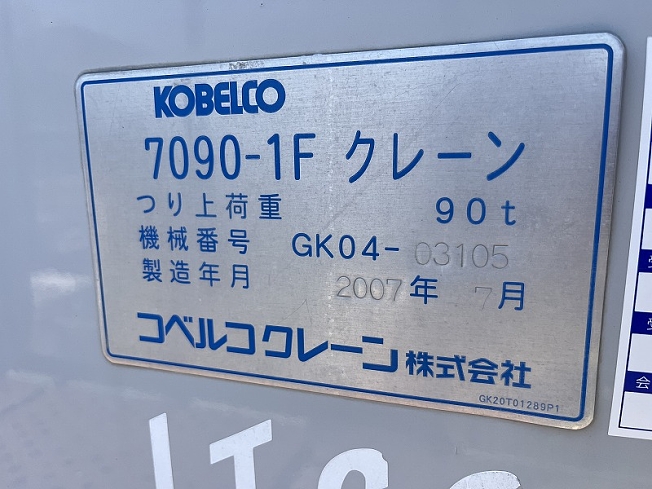 KOBELCO
7090-1F クレーン
つり上荷重 90t
機械番号 GK04-03105
製造年月 2007年 7月
コベルコクレーン株式会社
GK20T01289P1
会